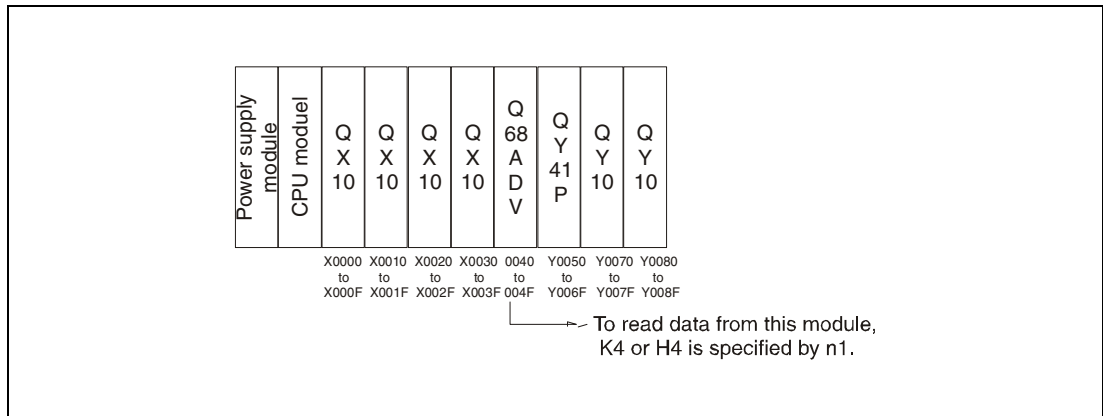 Power supply
module
CPU moduel
Q
X
10
Q
X
10
Q
X
10
Q
X
10
Q
68
A
D
V
Q
Y
41
P
Q
Y
10
Q
Y
10
X0000 X0010 X0020 X0030 0040 Y0050 Y0070 Y0080
to to to to to to to to
X000F X001F X002F X003F 004F Y006F Y007F Y008F
To read data from this module,
K4 or H4 is specified by n1.